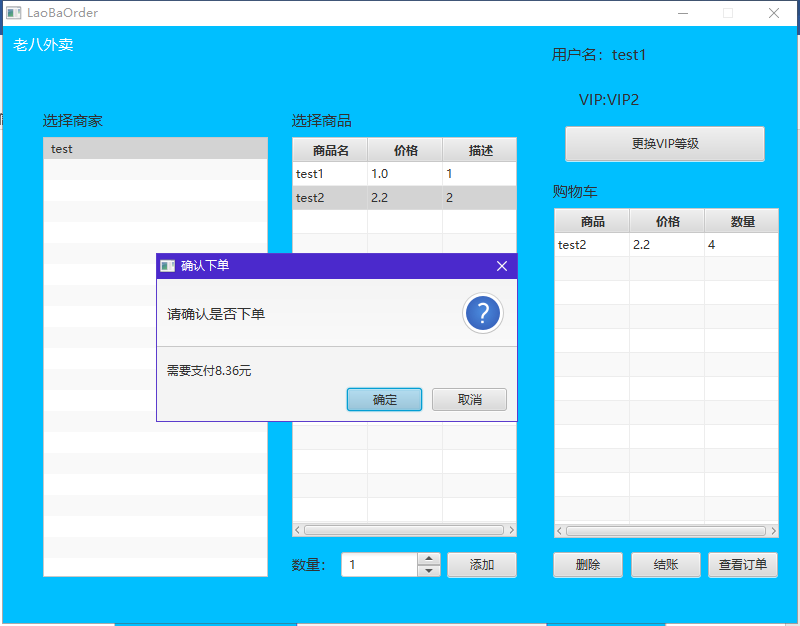 LaoBaOrder
老八外卖
用户名：test1
VIP:VIP2
更换VIP等级
选择商家
test
选择商品
商品名 价格 描述
test1 1.0 1
test2 2.2 2
购物车
商品 价格 数量
test2 2.2 4
确认下单
请确认是否下单
?
需要支付8.36元
确定 取消
数量： 1 添加
删除 结账 查看订单